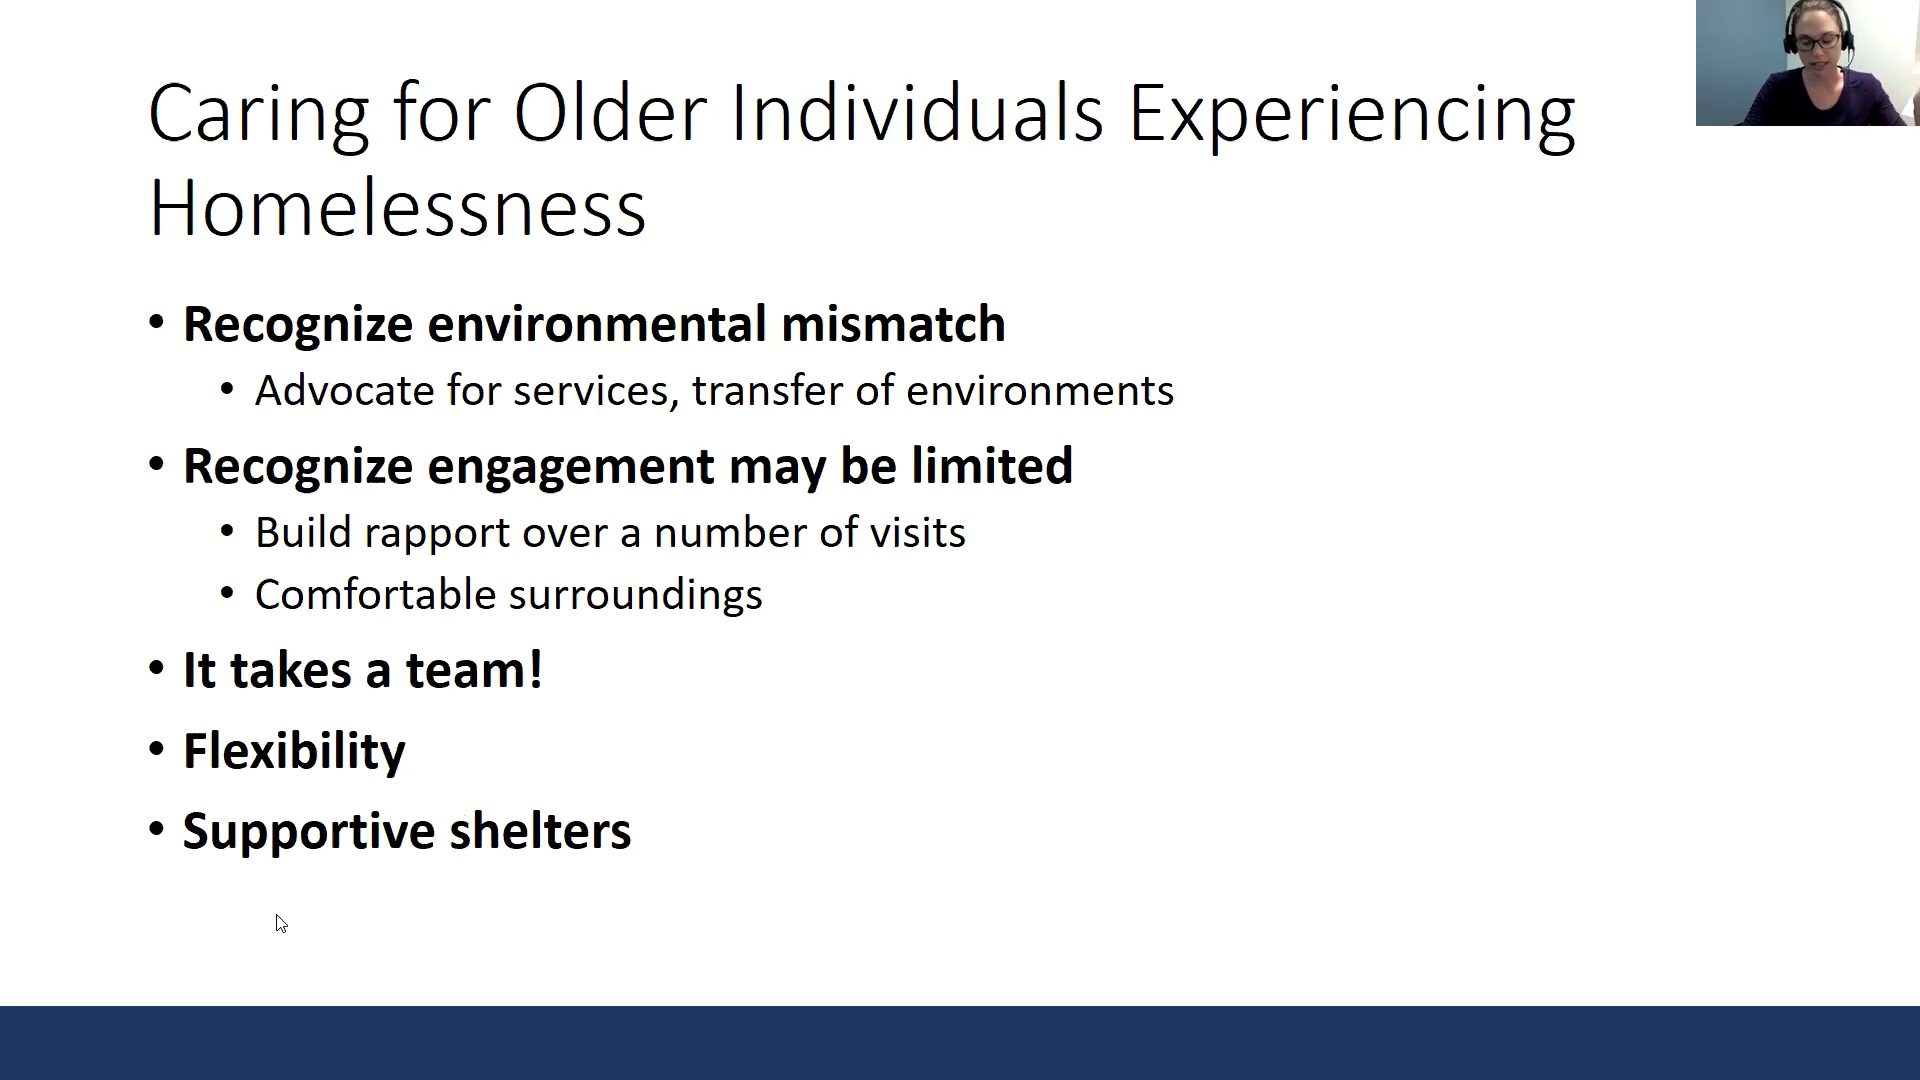 Caring for Older Individuals Experiencing
Homelessness
• Recognize environmental mismatch
• Advocate for services, transfer of environments
• Recognize engagement may be limited
• Build rapport over a number of visits
• Comfortable surroundings
• It takes a team!
• Flexibility
• Supportive shelters